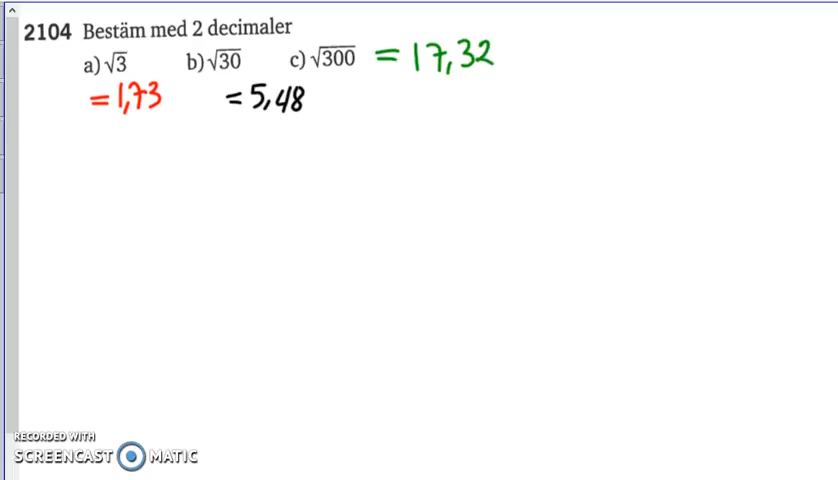 2104 Bestäm med 2 decimaler
a) √3 b) √30 c) √300 = 17,32
= 1,73 = 5,48
RECORDED WITH
SCREENCAST MATIC